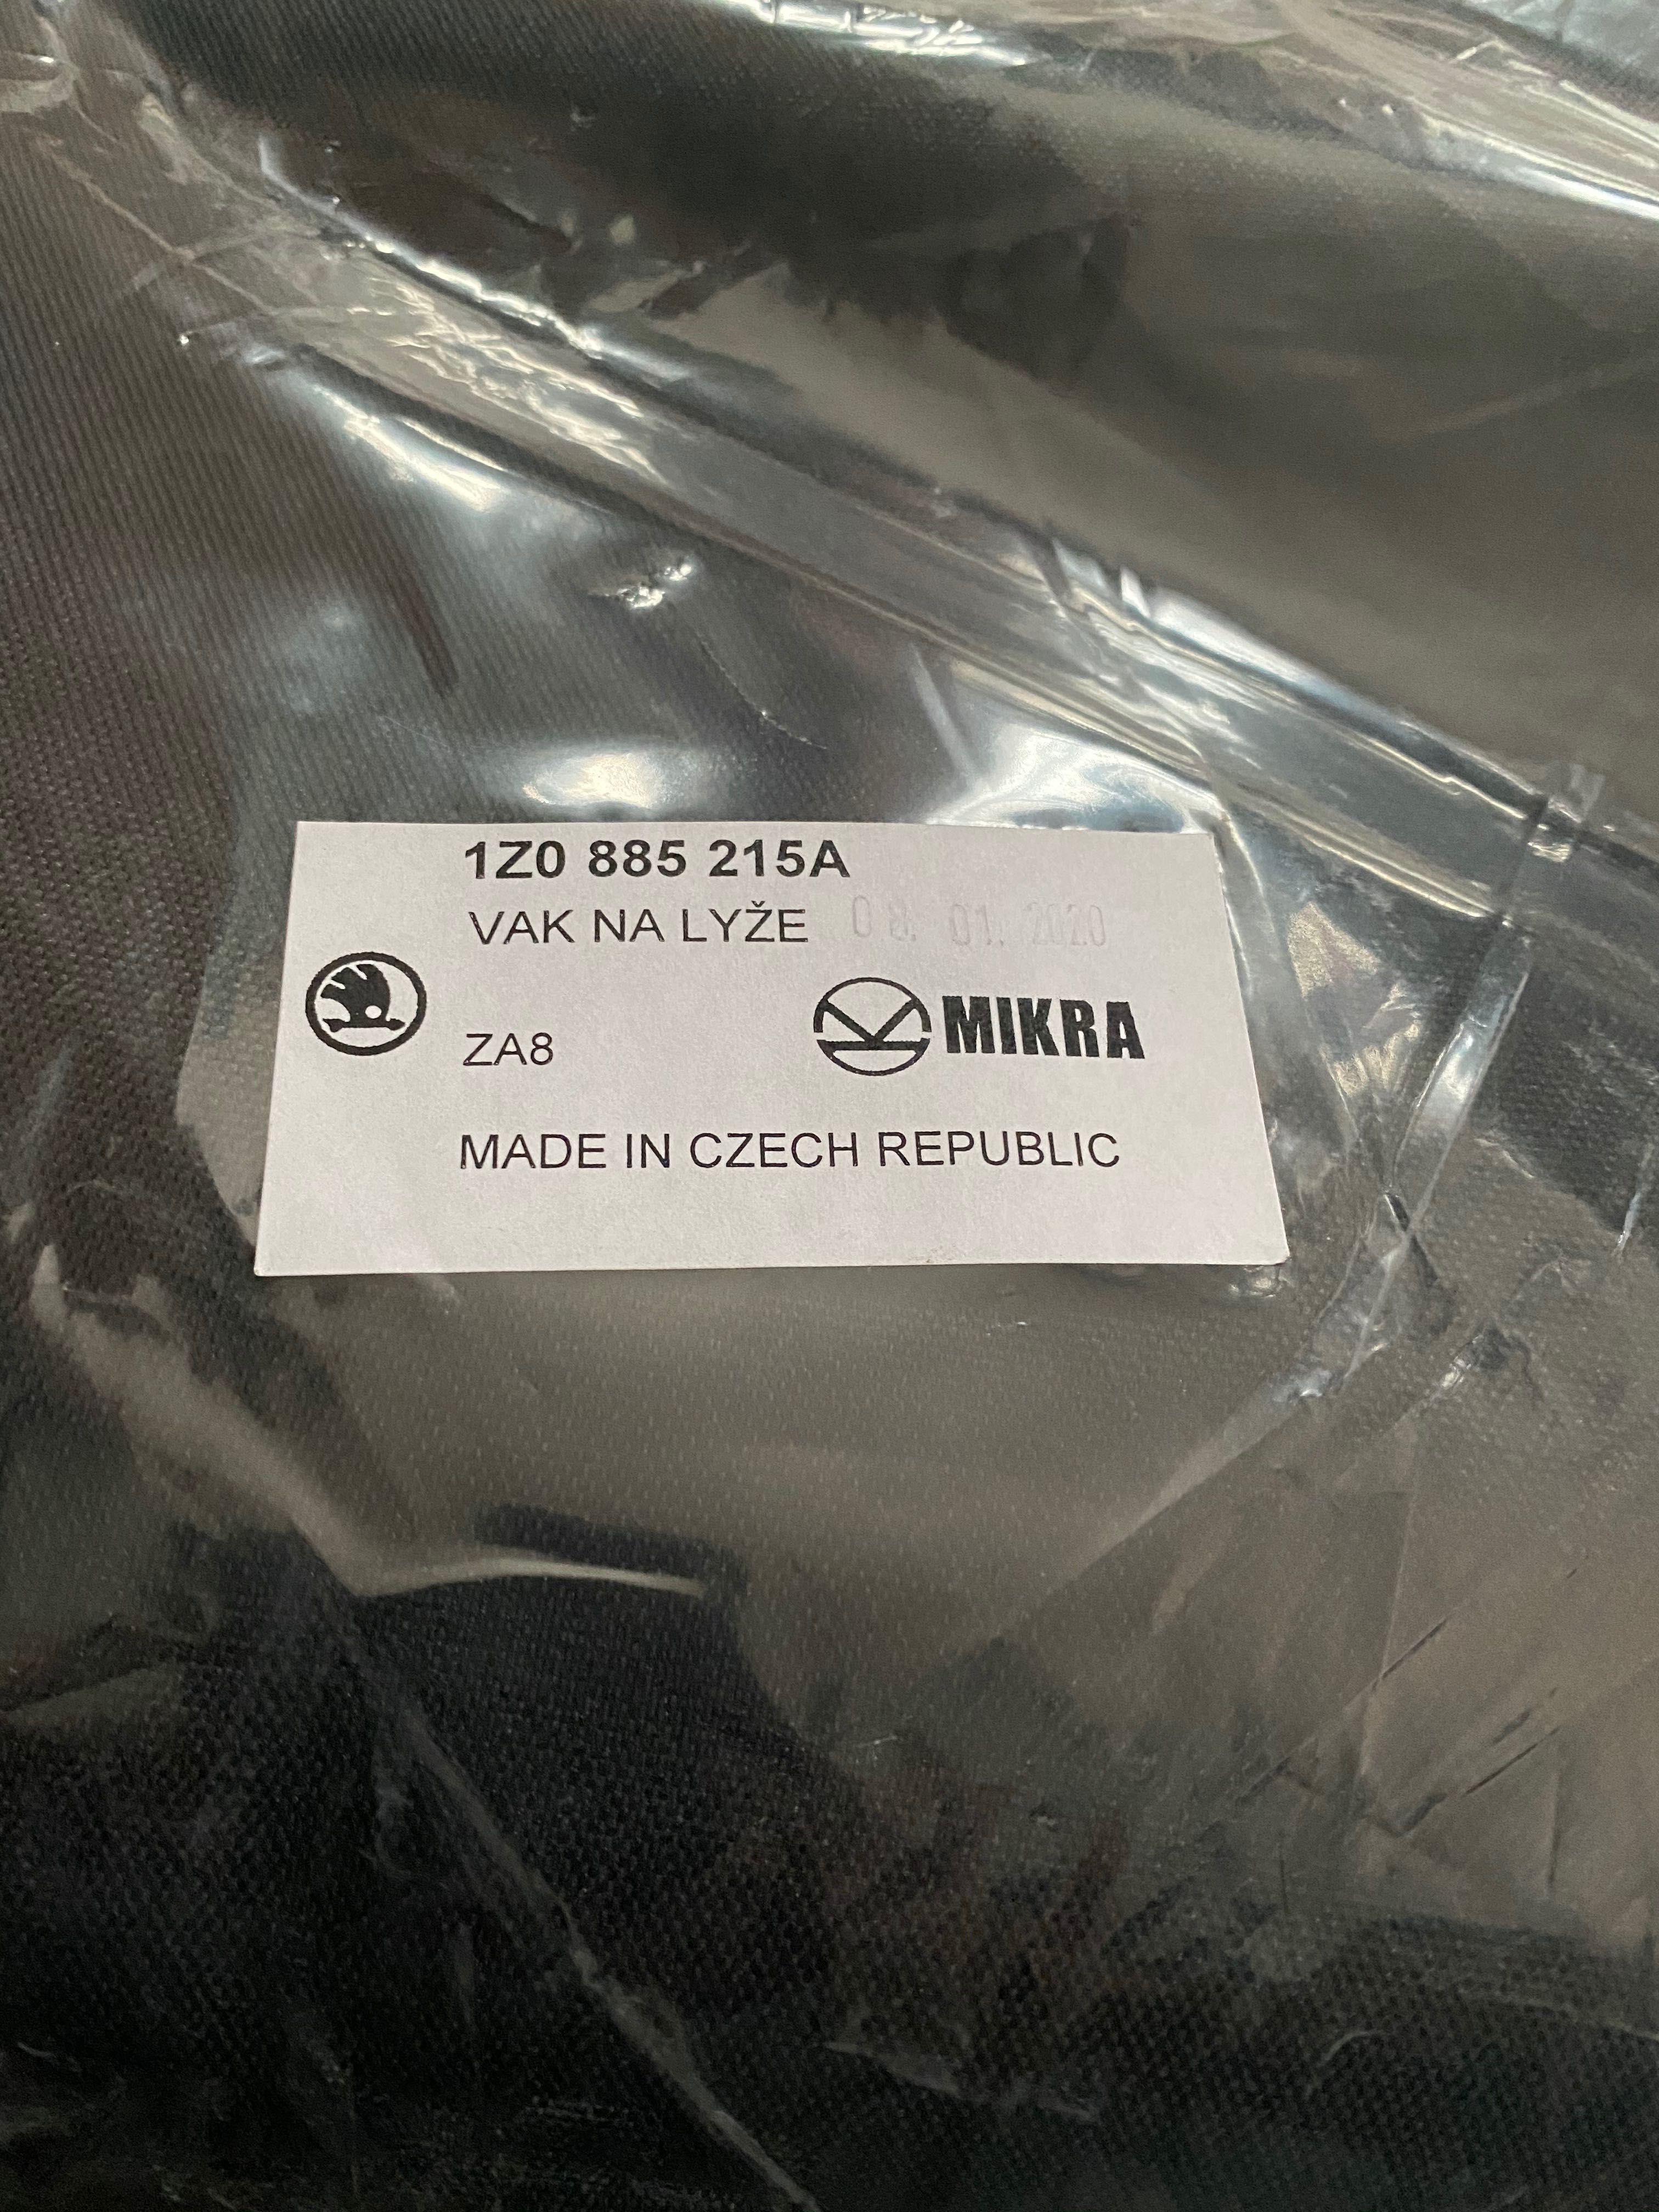 1Z0 885 215A
VAK NA LYŽE 08. 01. 2020
ZA8 MIKRA
MADE IN CZECH REPUBLIC